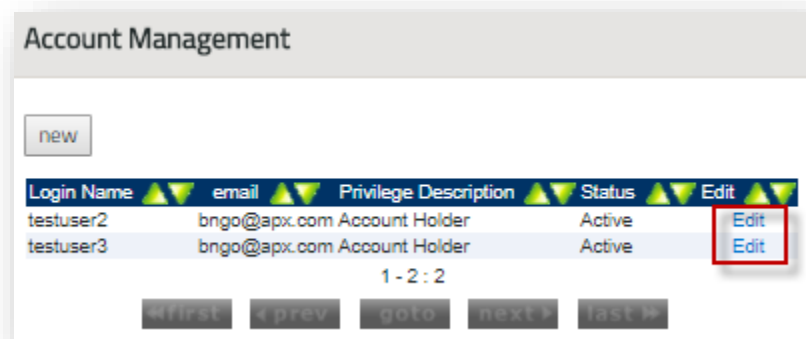 Account Management
new
Login Name email Privilege Description Status Edit
testuser2 bngo@apx.com Account Holder Active Edit
testuser3 bngo@apx.com Account Holder Active Edit
1 - 2 : 2
first prev goto next last